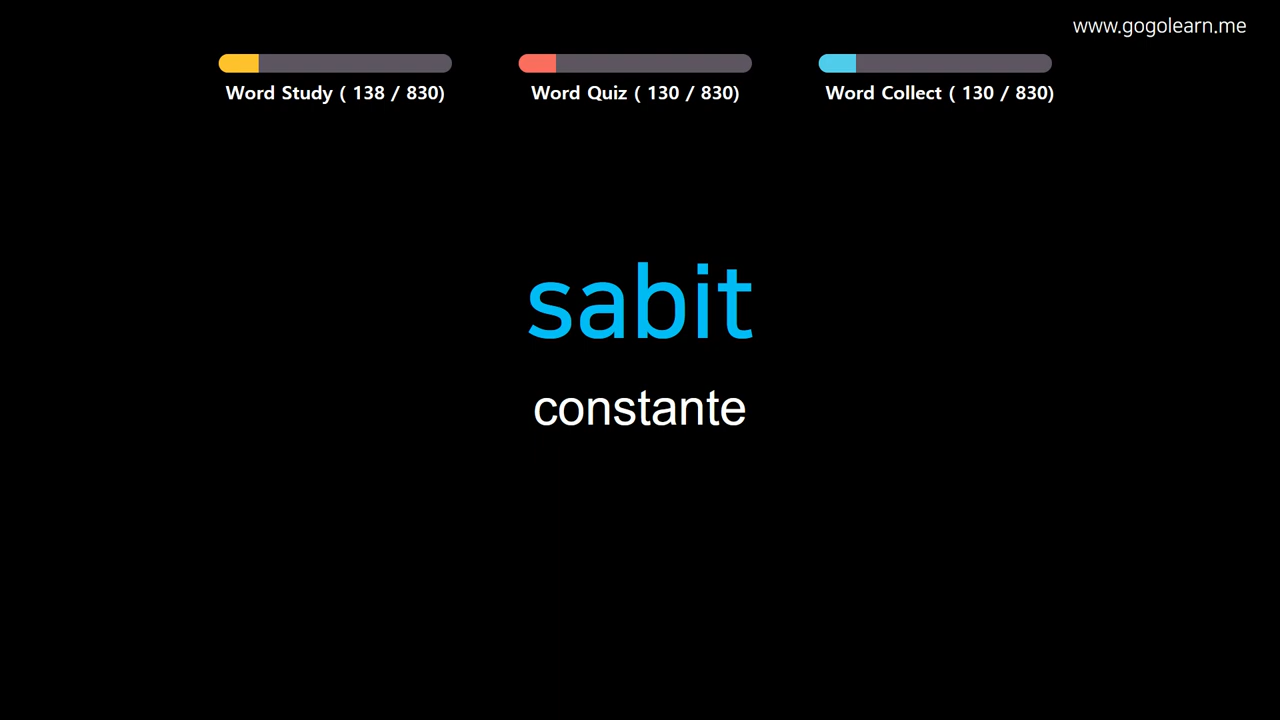 www.gogolearn.me
Word Study ( 138 / 830)
Word Quiz ( 130 / 830)
Word Collect ( 130 / 830)
sabit
constante